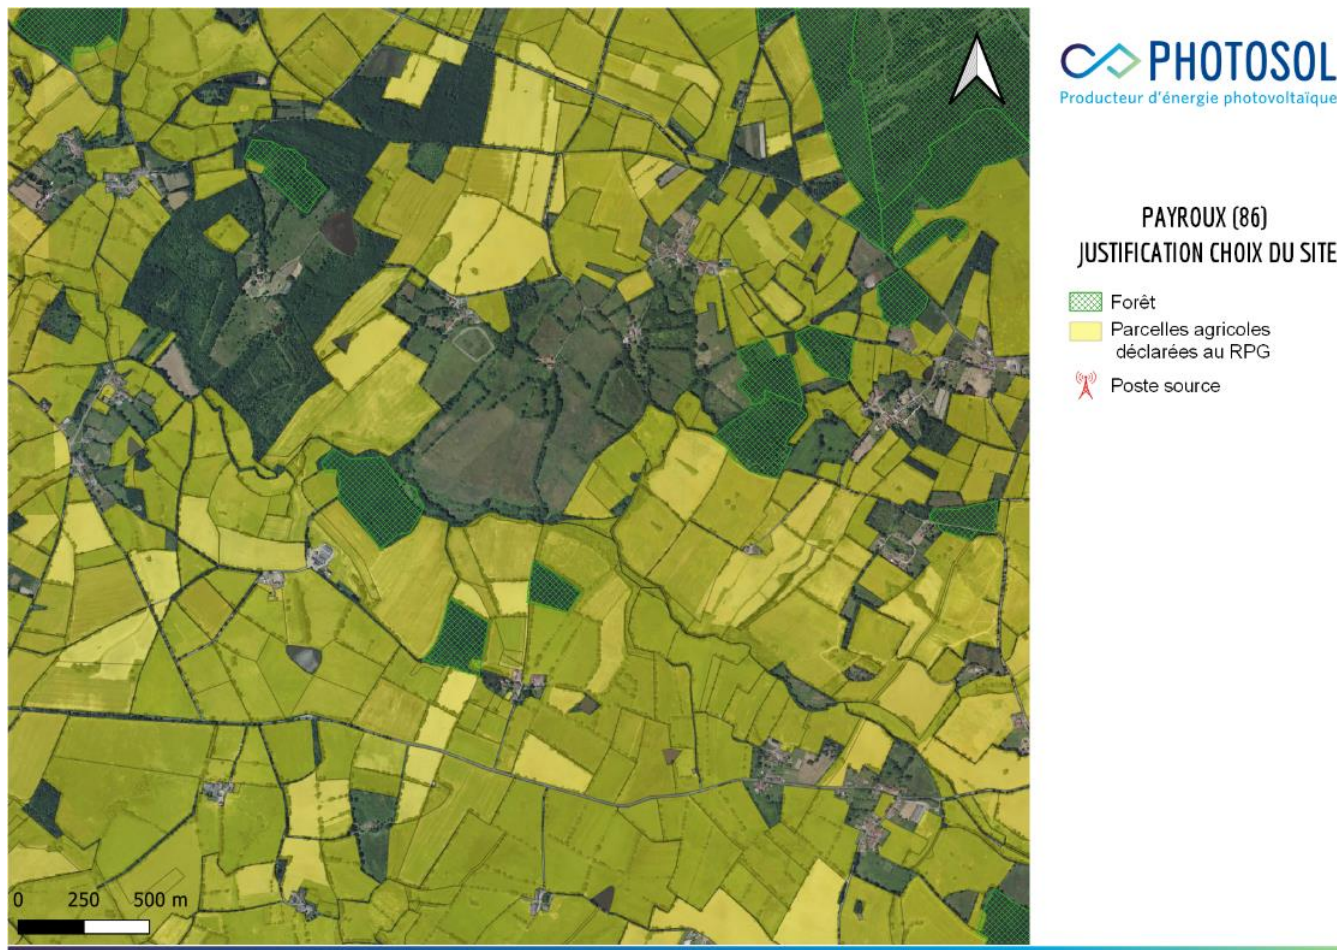 PHOTOSOL
Producteur d'énergie photovoltaïque
PAYROUX (86)
JUSTIFICATION CHOIX DU SITE
Forêt
Parcelles agricoles
déclarées au RPG
Poste source
0 250 500 m